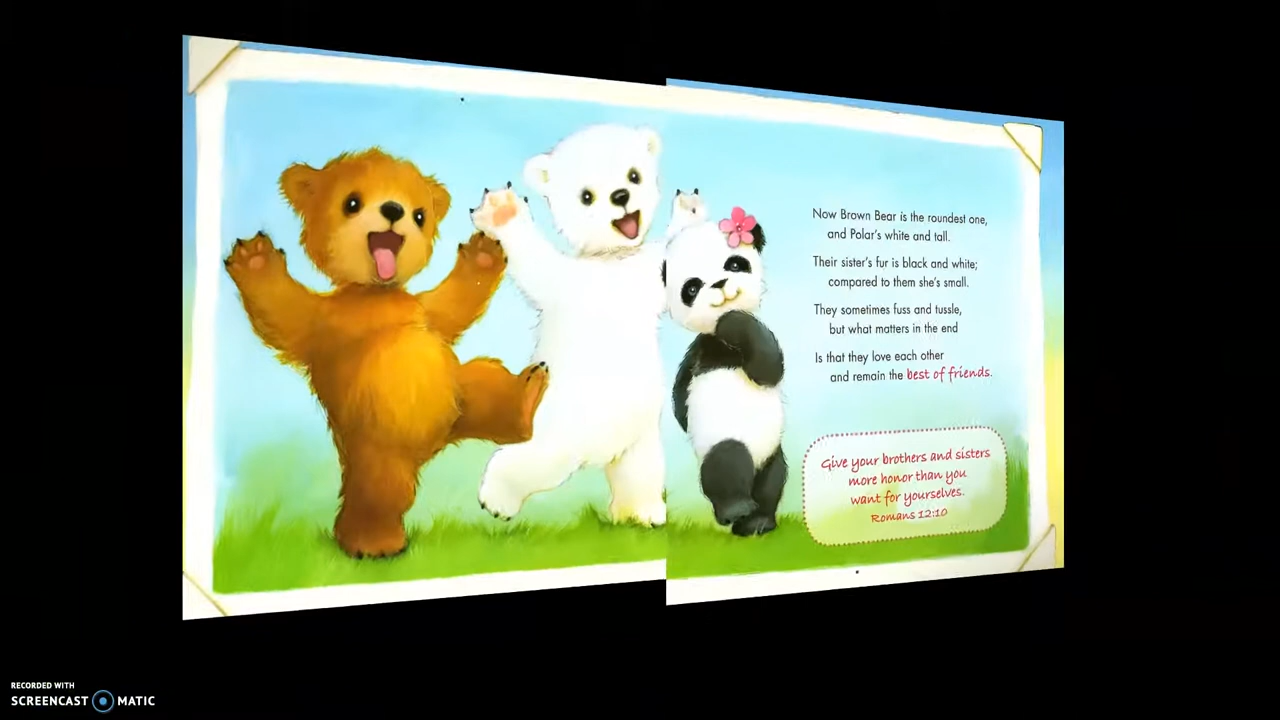 Now Brown Bear is the roundest one,
and Polar's white and tall.
Their sister's fur is black and white;
compared to them she's small.
They sometimes fuss and tussle,
but what matters in the end
Is that they love each other
and remain the best of friends.
Give your brothers and sisters
more honor than you
want for yourselves.
Romans 12:10
RECORDED WITH
SCREENCAST MATIC